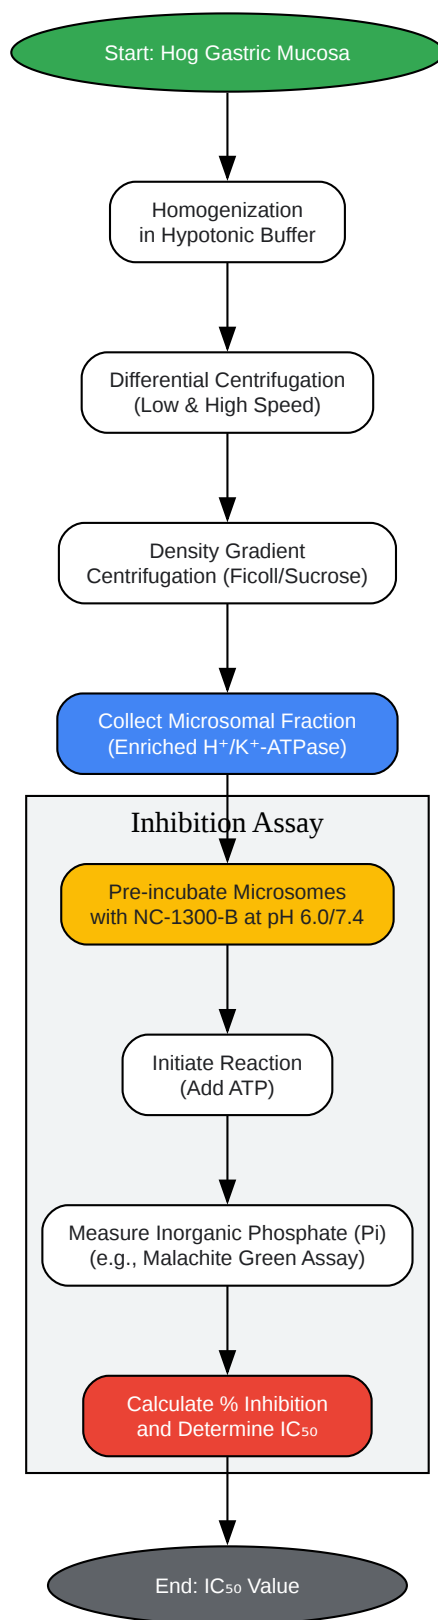 Start: Hog Gastric Mucosa
Homogenization
in Hypotonic Buffer
Differential Centrifugation
(Low & High Speed)
Density Gradient
Centrifugation (Ficoll/Sucrose)
Collect Microsomal Fraction
(Enriched H⁺/K⁺-ATPase)
Inhibition Assay
Pre-incubate Microsomes
with NC-1300-B at pH 6.0/7.4
Initiate Reaction
(Add ATP)
Measure Inorganic Phosphate (Pi)
(e.g., Malachite Green Assay)
Calculate % Inhibition
and Determine IC₅₀
End: IC₅₀ Value